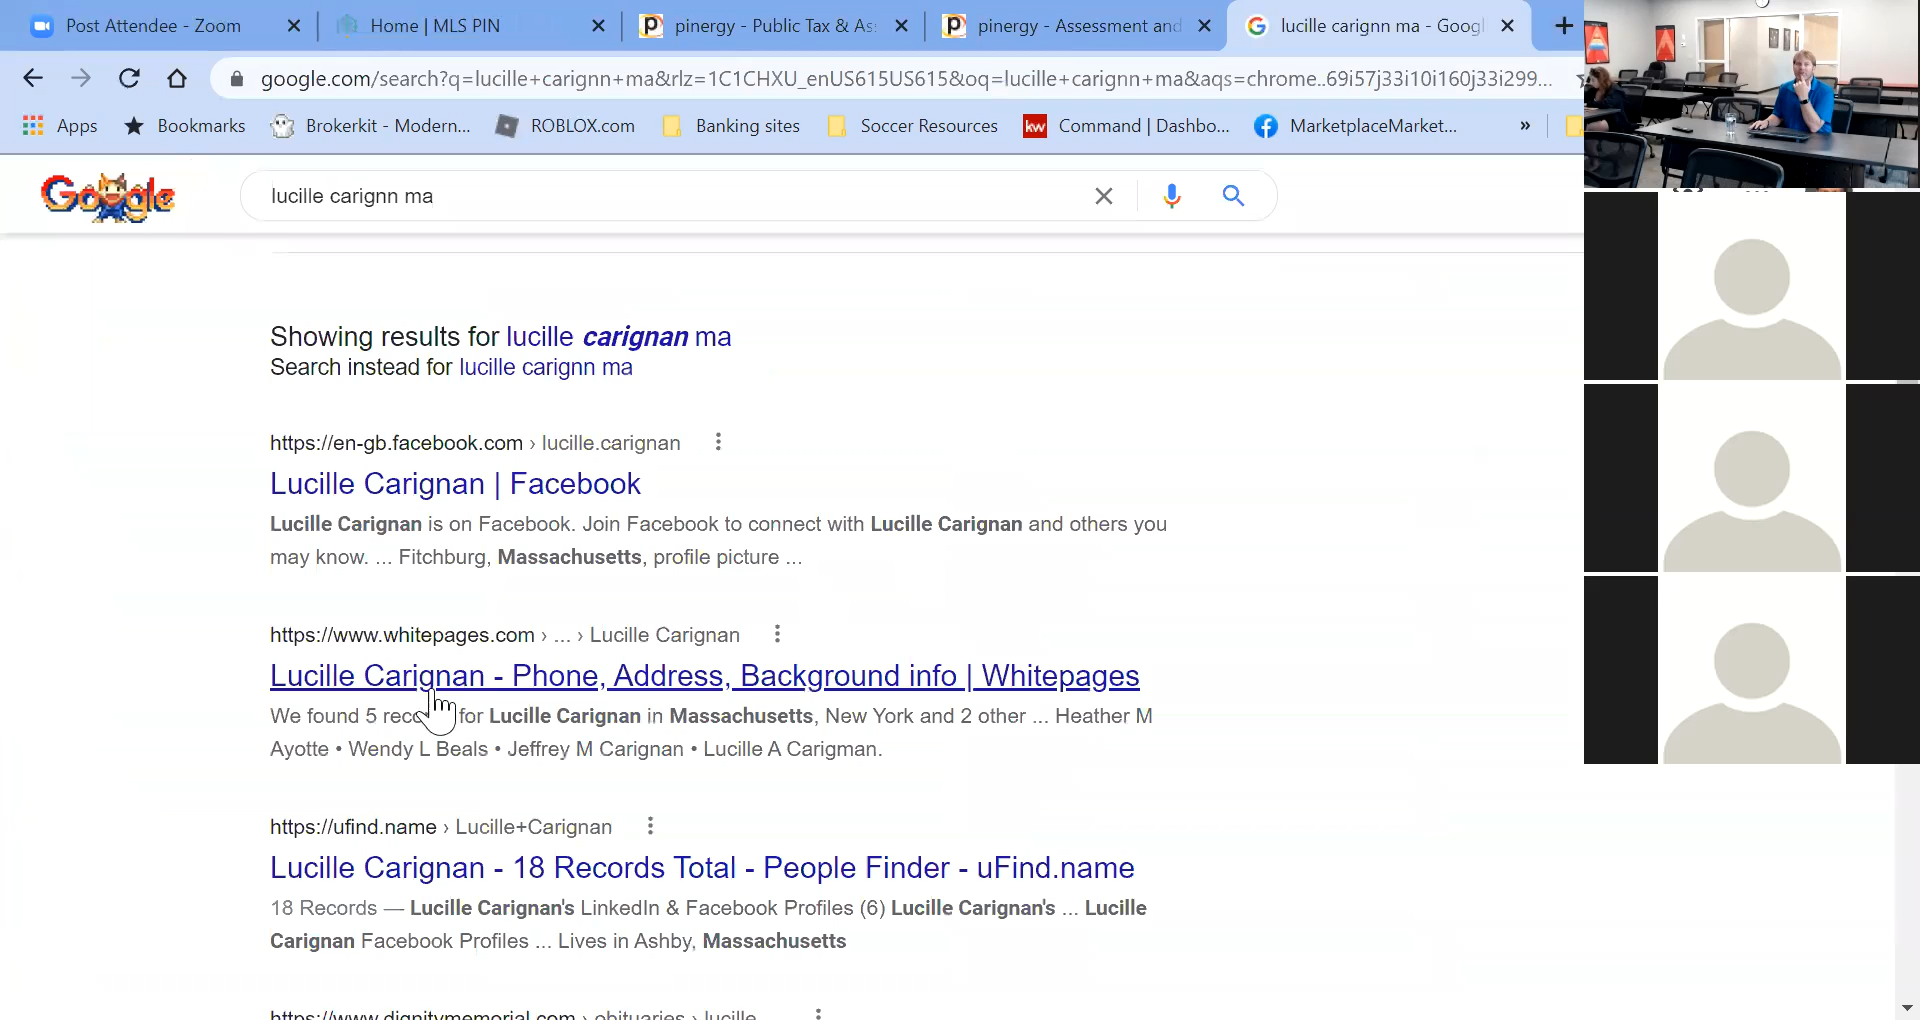 Post Attendee - Zoom
Home | MLS PIN
pinergy - Public Tax & As
pinergy - Assessment and
lucille carignn ma - Googl
google.com/search?q=lucille+carignn+ma&rlz=1C1CHXU_enUS615US615&oq=lucille+carignn+ma&aqs=chrome..69i57j33i10i160j33i299...
Apps
Bookmarks
Brokerkit - Modern...
ROBLOX.com
Banking sites
Soccer Resources
kw
Command | Dashbo...
MarketplaceMarket...
»
Google
lucille carignn ma
Showing results for lucille carignan ma
Search instead for lucille carignn ma
https://en-gb.facebook.com › lucille.carignan
Lucille Carignan | Facebook
Lucille Carignan is on Facebook. Join Facebook to connect with Lucille Carignan and others you
may know. ... Fitchburg, Massachusetts, profile picture ...
https://www.whitepages.com › ... › Lucille Carignan
Lucille Carignan - Phone, Address, Background info | Whitepages
We found 5 for Lucille Carignan in Massachusetts, New York and 2 other ... Heather M
Ayotte • Wendy L Beals • Jeffrey M Carignan • Lucille A Carigman.
https://ufind.name › Lucille+Carignan
Lucille Carignan - 18 Records Total - People Finder - uFind.name
18 Records — Lucille Carignan's LinkedIn & Facebook Profiles (6) Lucille Carignan's ... Lucille
Carignan Facebook Profiles ... Lives in Ashby, Massachusetts
https://www.dignitymemorial.com › obituaries › lucille